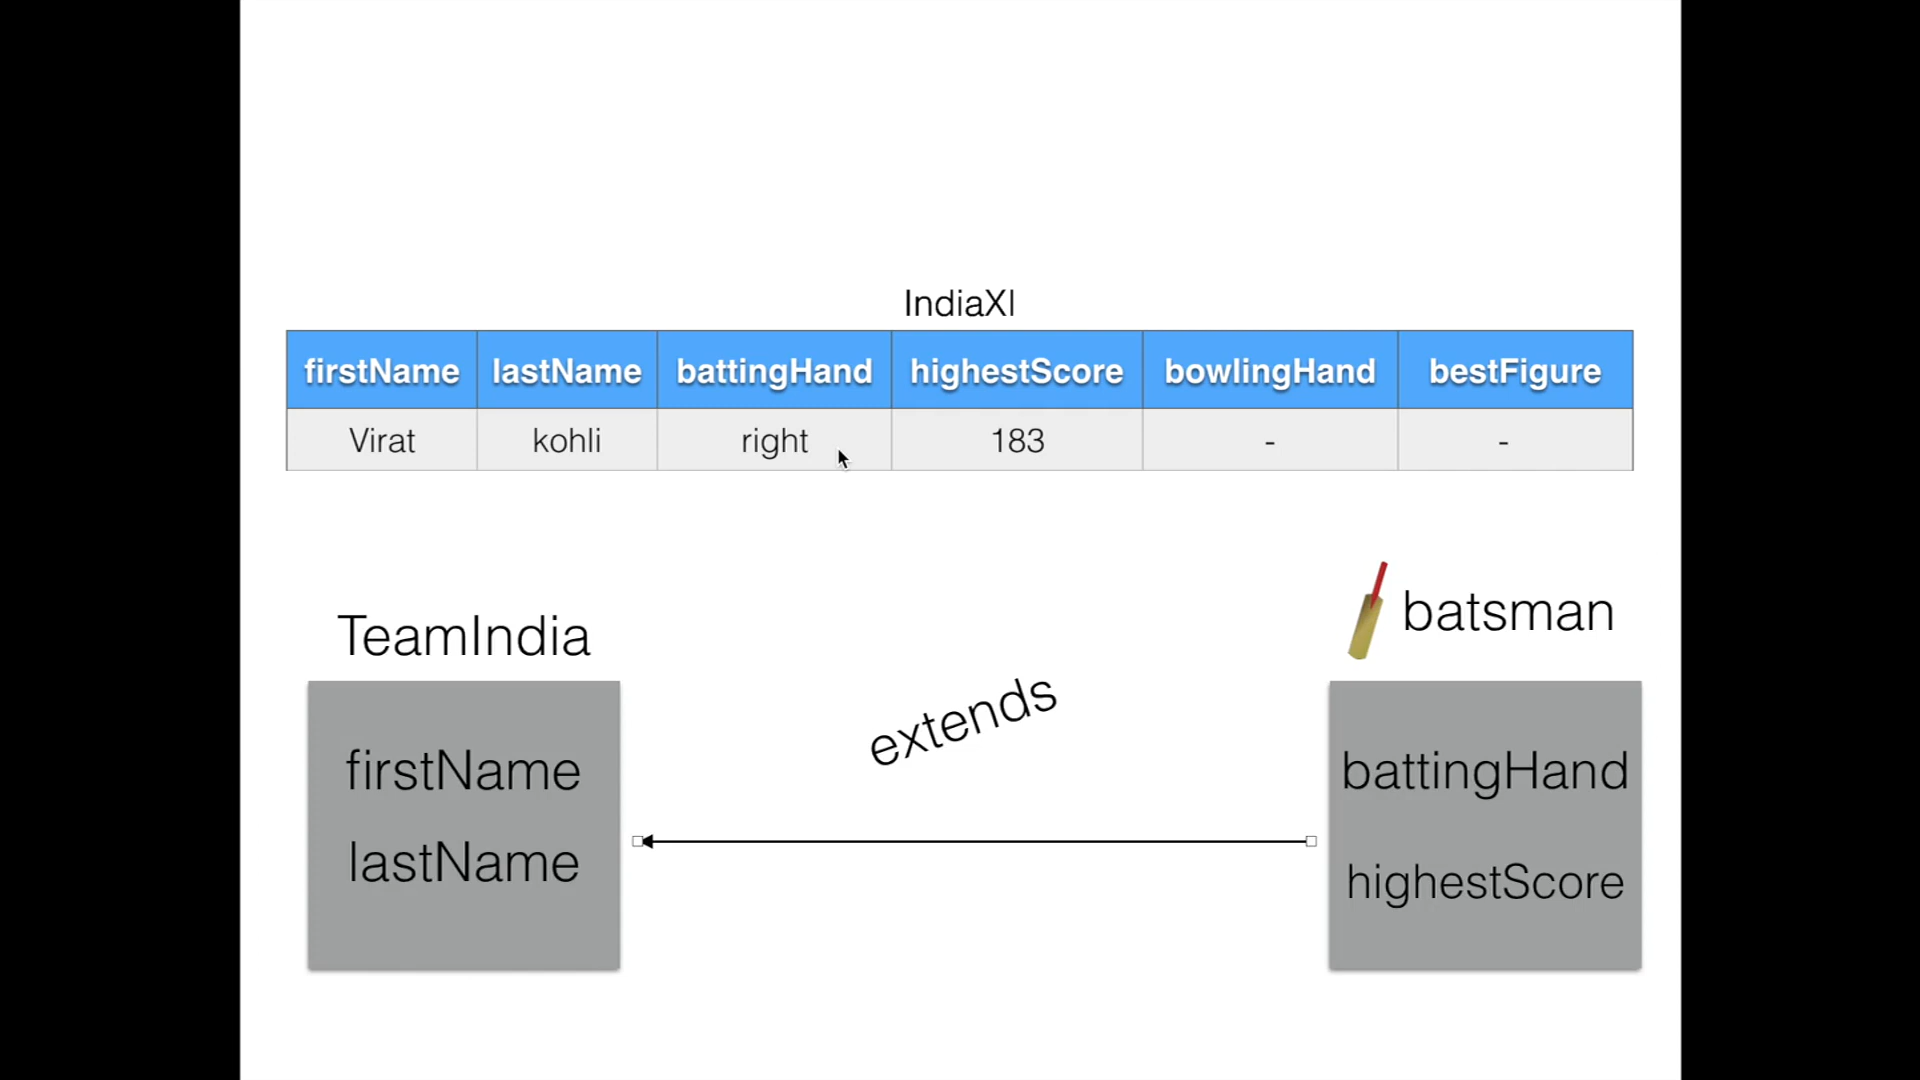 IndiaXI
firstName lastName battingHand highestScore bowlingHand bestFigure
Virat kohli right 183 - -
TeamIndia
firstName
lastName
extends
batsman
battingHand
highestScore